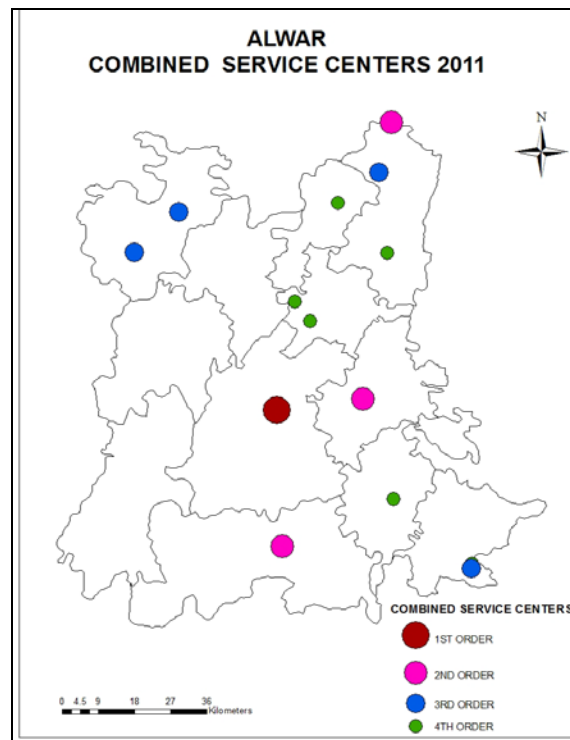 ALWAR
COMBINED SERVICE CENTERS 2011
N
COMBINED SERVICE CENTERS
1ST ORDER
2ND ORDER
3RD ORDER
4TH ORDER
0 4.5 9 18 27 36
Kilometers